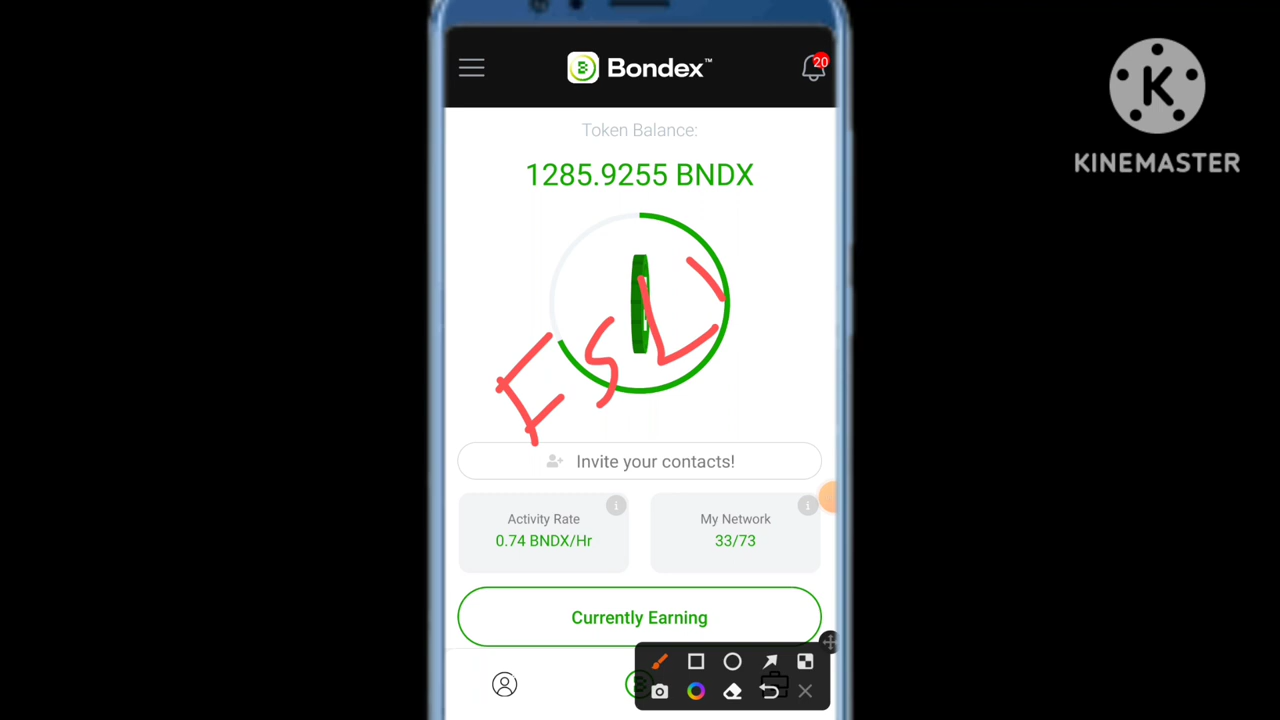 Bondex™
20
K
KINEMASTER
Token Balance:
1285.9255 BNDX
Invite your contacts!
Activity Rate
0.74 BNDX/Hr
My Network
33/73
Currently Earning